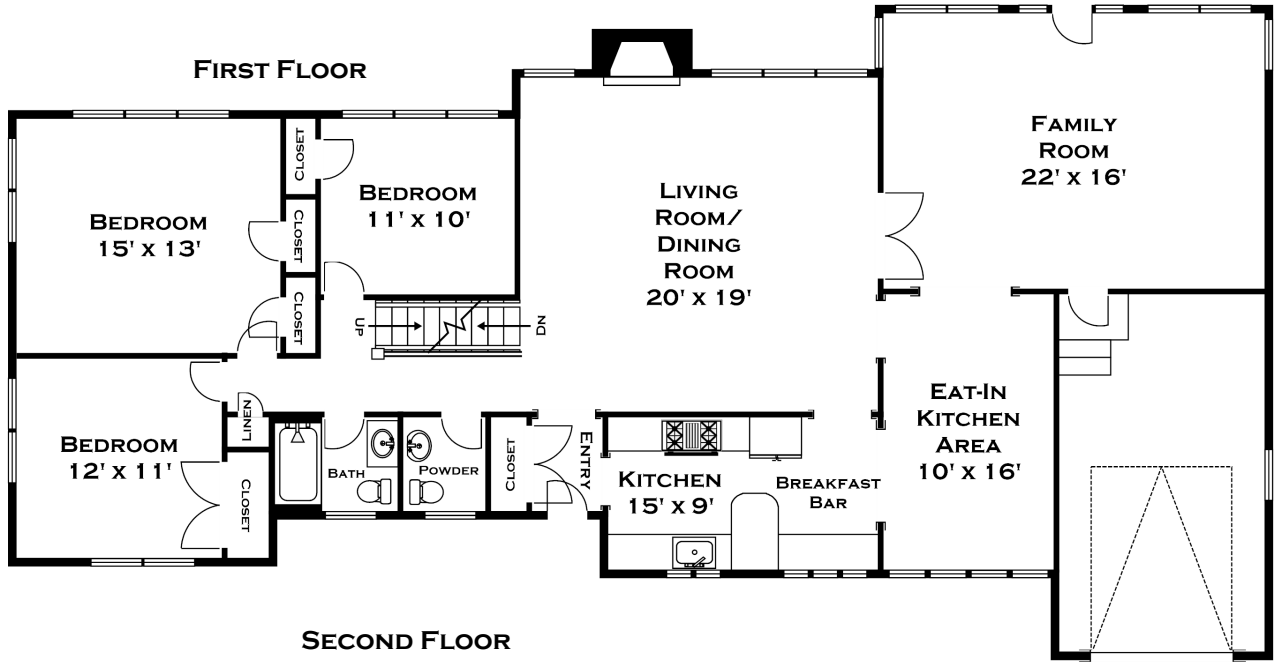 FIRST FLOOR
FAMILY
ROOM
22' X 16'
BEDROOM
15' X 13'
CLOSET
CLOSET
CLOSET
BEDROOM
11' X 10'
LIVING
ROOM/
DINING
ROOM
20' X 19'
UP
DN
BEDROOM
12' X 11'
LINEN
CLOSET
BATH
POWDER
CLOSET
ENTRY
KITCHEN
15' X 9'
BREAKFAST
BAR
EAT-IN
KITCHEN
AREA
10' X 16'
SECOND FLOOR